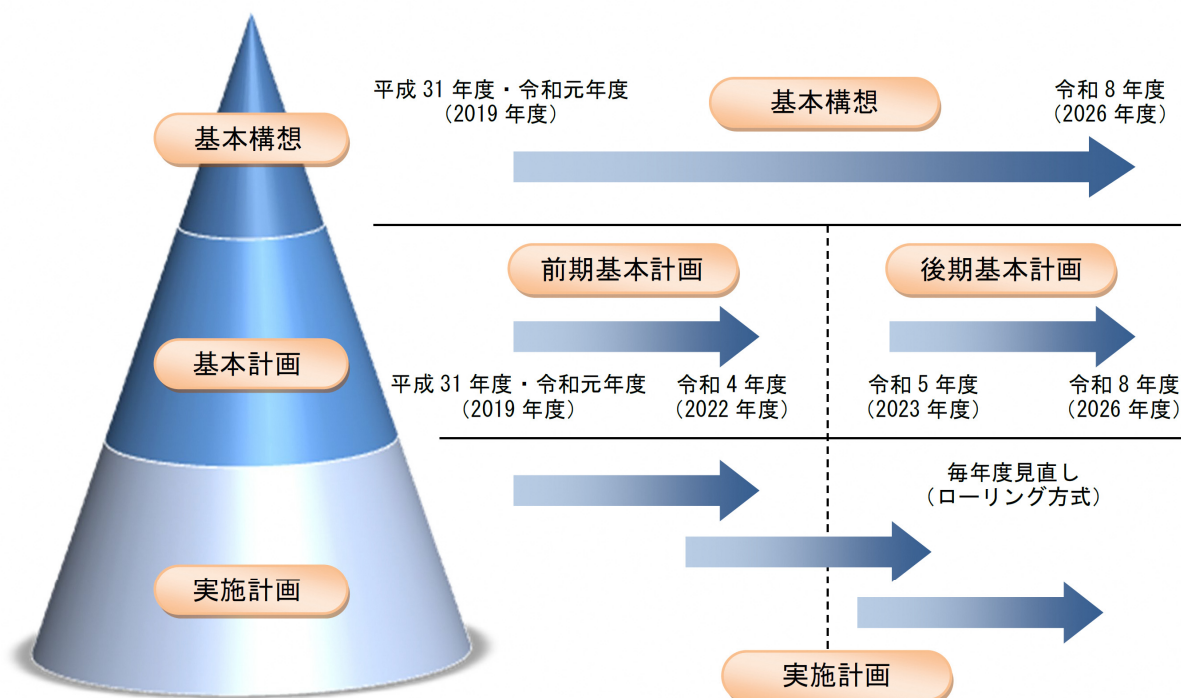 基本構想
基本計画
実施計画
平成 31 年度・令和元年度
（2019 年度）
基本構想
令和 8 年度
（2026 年度）
前期基本計画
後期基本計画
平成 31 年度・令和元年度
（2019 年度）
令和 4 年度
（2022 年度）
令和 5 年度
（2023 年度）
令和 8 年度
（2026 年度）
毎年度見直し
（ローリング方式）
実施計画